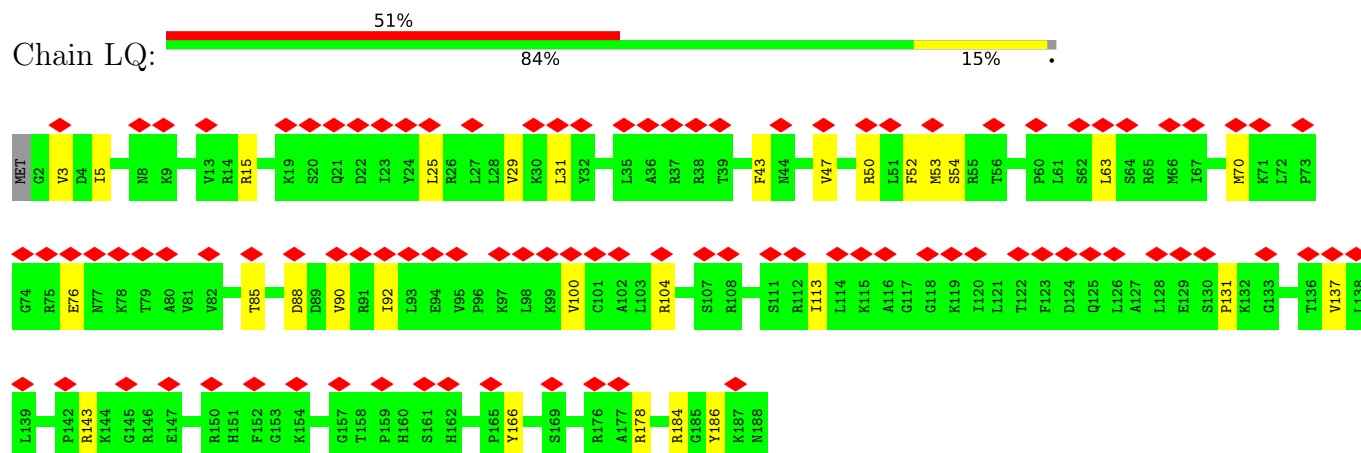 51%
Chain LQ:
84% 15% •
MET G2 V3 D4 I5 N8 K9 V13 R14 R15 K19 S20 Q21 D22 I23 Y24 L25 R26 L27 L28 V29 K30 L31 Y32 L35 A36 R37 R38 T39 F43 N44 V47 R50 L51 F52 M53 S54 R55 T56 P60 L61 S62 L63 S64 R65 M66 I67 M70 K71 L72 P73
G74 R75 E76 N77 K78 T79 A80 V81 V82 T85 D88 D89 V90 R91 I92 L93 E94 V95 P96 K97 L98 K99 V100 C101 A102 L103 R104 S107 R108 S111 R112 I113 L114 K115 A116 G117 G118 K119 I120 L121 T122 F123 D124 Q125 L126 A127 L128 E129 S130 P131 K132 G133 T136 V137 L138
L139 P142 R143 K144 G145 R146 E147 R150 H151 F152 G153 K154 G157 T158 P159 H160 S161 H162 P165 Y166 S169 R176 A177 R178 R184 G185 Y186 K187 N188